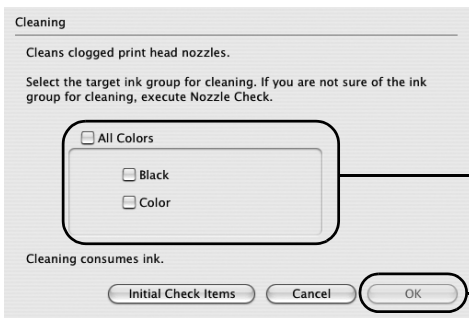 Cleaning
Cleans clogged print head nozzles.
Select the target ink group for cleaning. If you are not sure of the ink
group for cleaning, execute Nozzle Check.
All Colors
Black
Color
Cleaning consumes ink.
Initial Check Items Cancel OK